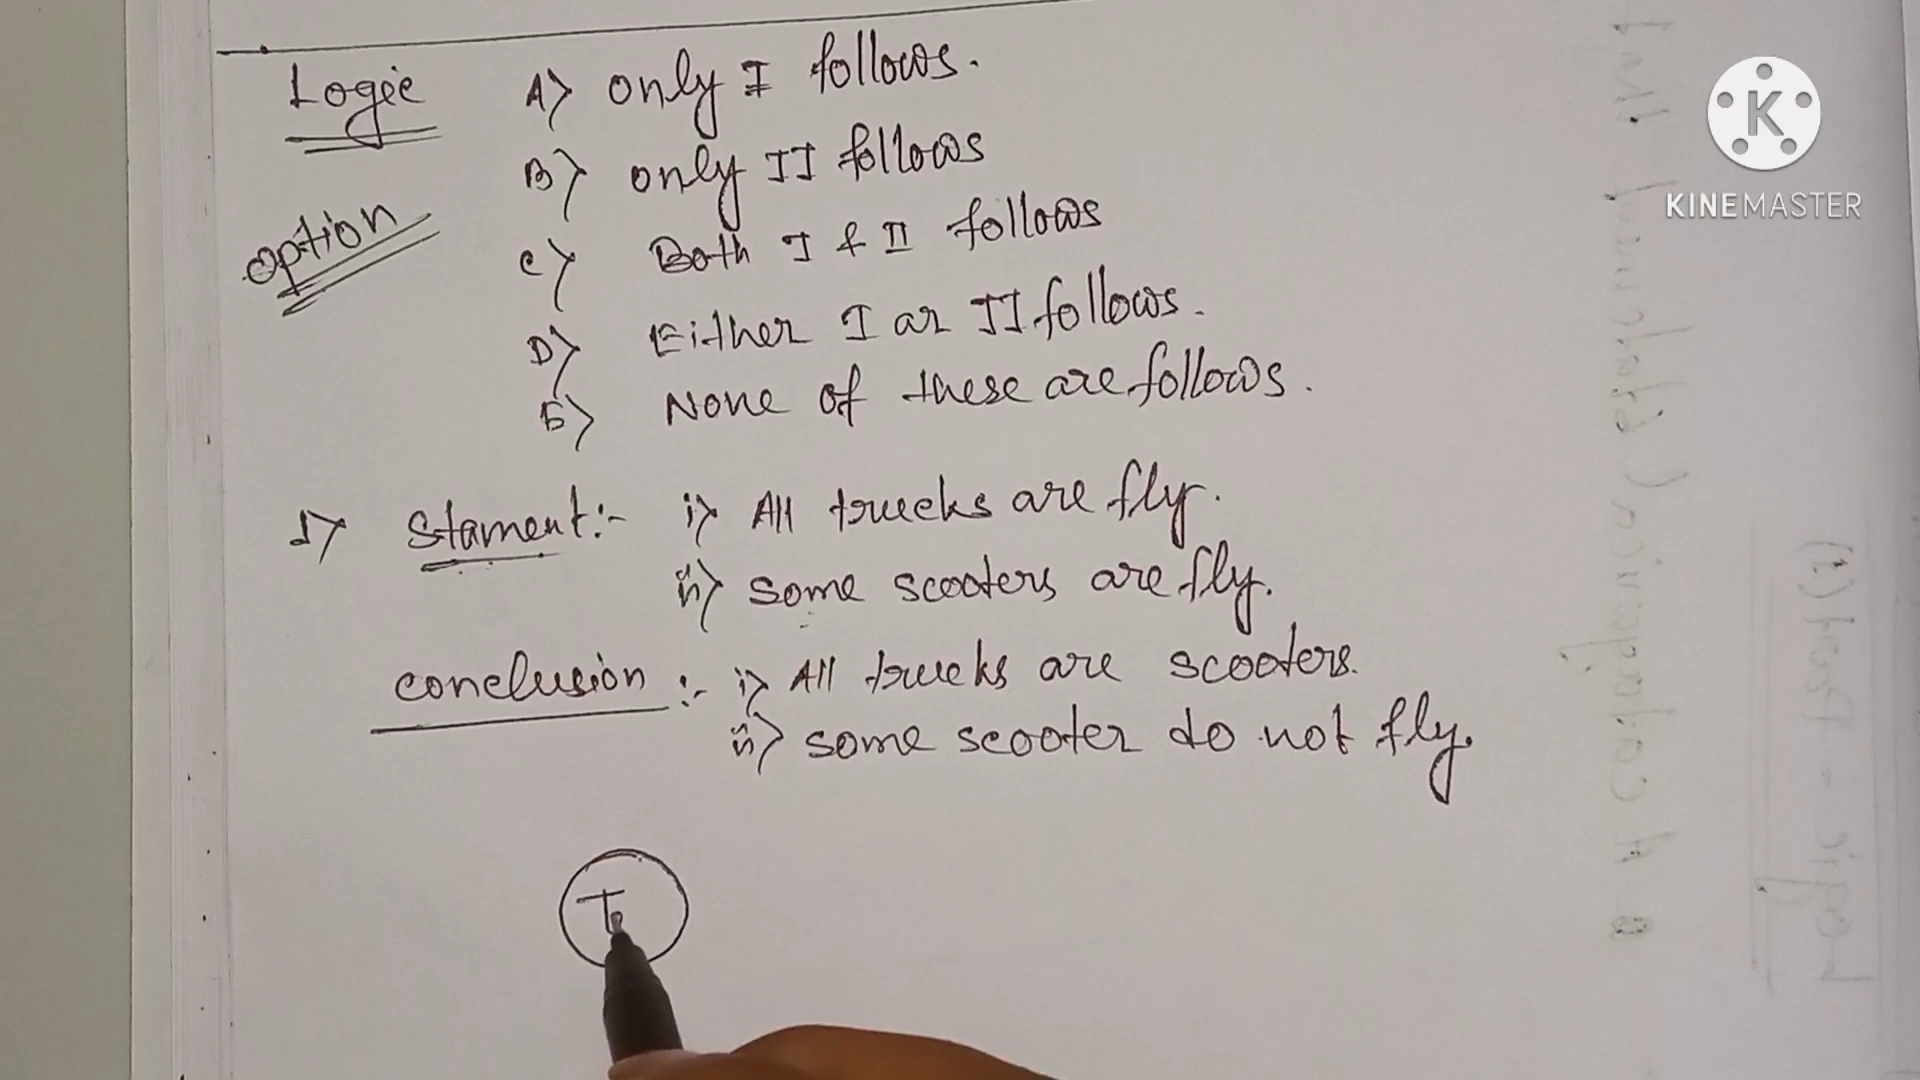 Logic
A) only I follows.
B) only II follows
option
C) Both I & II follows
D) Either I ar II follows.
E) None of these are follows.
1) Stament:- i) All trucks are fly.
ii) some scooters are fly.
conclusion:- i) All trucks are scooters.
ii) some scooter do not fly.
T
K
KINEMASTER